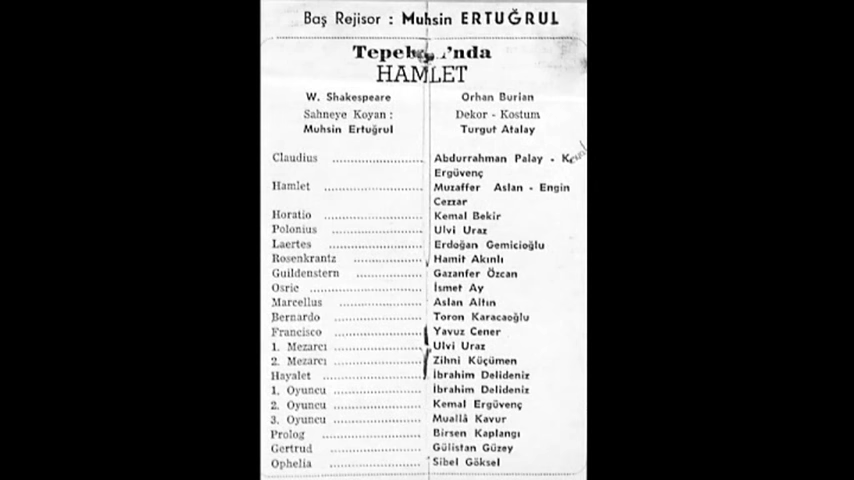 Baş Rejisor : Muhsin ERTUĞRUL
HAMLET
W. Shakespeare Orhan Burian
Sahneye Koyan : Dekor - Kostum
Muhsin Ertuğrul Turgut Atalay
Claudius .................. Abdurrahman Palay -
Ergüvenç
Hamlet .................. Muzaffer Aslan - Engin
Cezzar
Horatio .................. Kemal Bekir
Polonius .................. Ulvi Uraz
Laertes .................. Erdoğan Gemicioğlu
Rosenkrantz .................. Hamit Akınlı
Guildenstern .................. Gazanfer Özcan
Osric .................. İsmet Ay
Marcellus .................. Aslan Altın
Bernardo .................. Toron Karacaoğlu
Francisco .................. Yavuz Cener
1. Mezarcı .................. Ulvi Uraz
2. Mezarcı .................. Zihni Küçümen
Hayalet .................. İbrahim Delideniz
1. Oyuncu .................. İbrahim Delideniz
2. Oyuncu .................. Kemal Ergüvenç
3. Oyuncu .................. Muallâ Kavur
Prolog .................. Birsen Kaplangı
Gertrud .................. Gülistan Güzey
Ophelia .................. Sibel Göksel